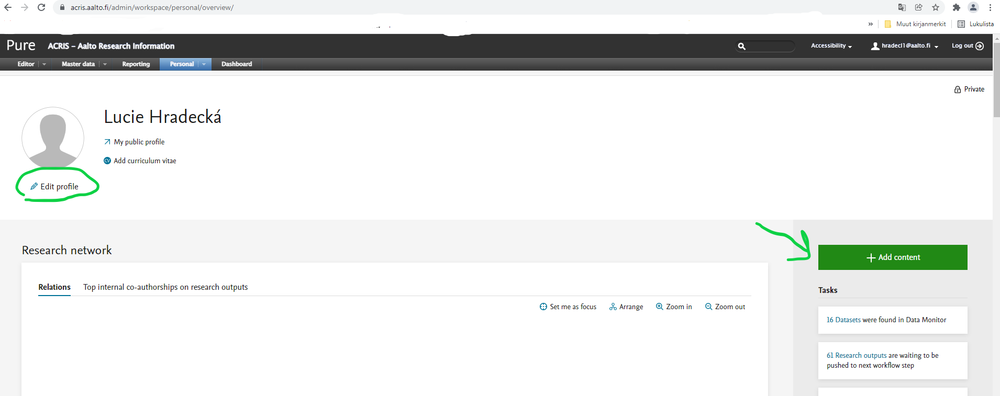 acris.aalto.fi/admin/workspace/personal/overview/
» Muut kirjanmerkit Lukulista
Pure ACRIS – Aalto Research Information Accessibility hradecl1@aalto.fi Log out
Editor Master data Reporting Personal Dashboard
Private
Lucie Hradecká
My public profile
CV Add curriculum vitae
Edit profile
Research network
+ Add content
Relations Top internal co-authorships on research outputs
Tasks
Set me as focus Arrange Zoom in Zoom out
16 Datasets were found in Data Monitor
61 Research outputs are waiting to be
pushed to next workflow step